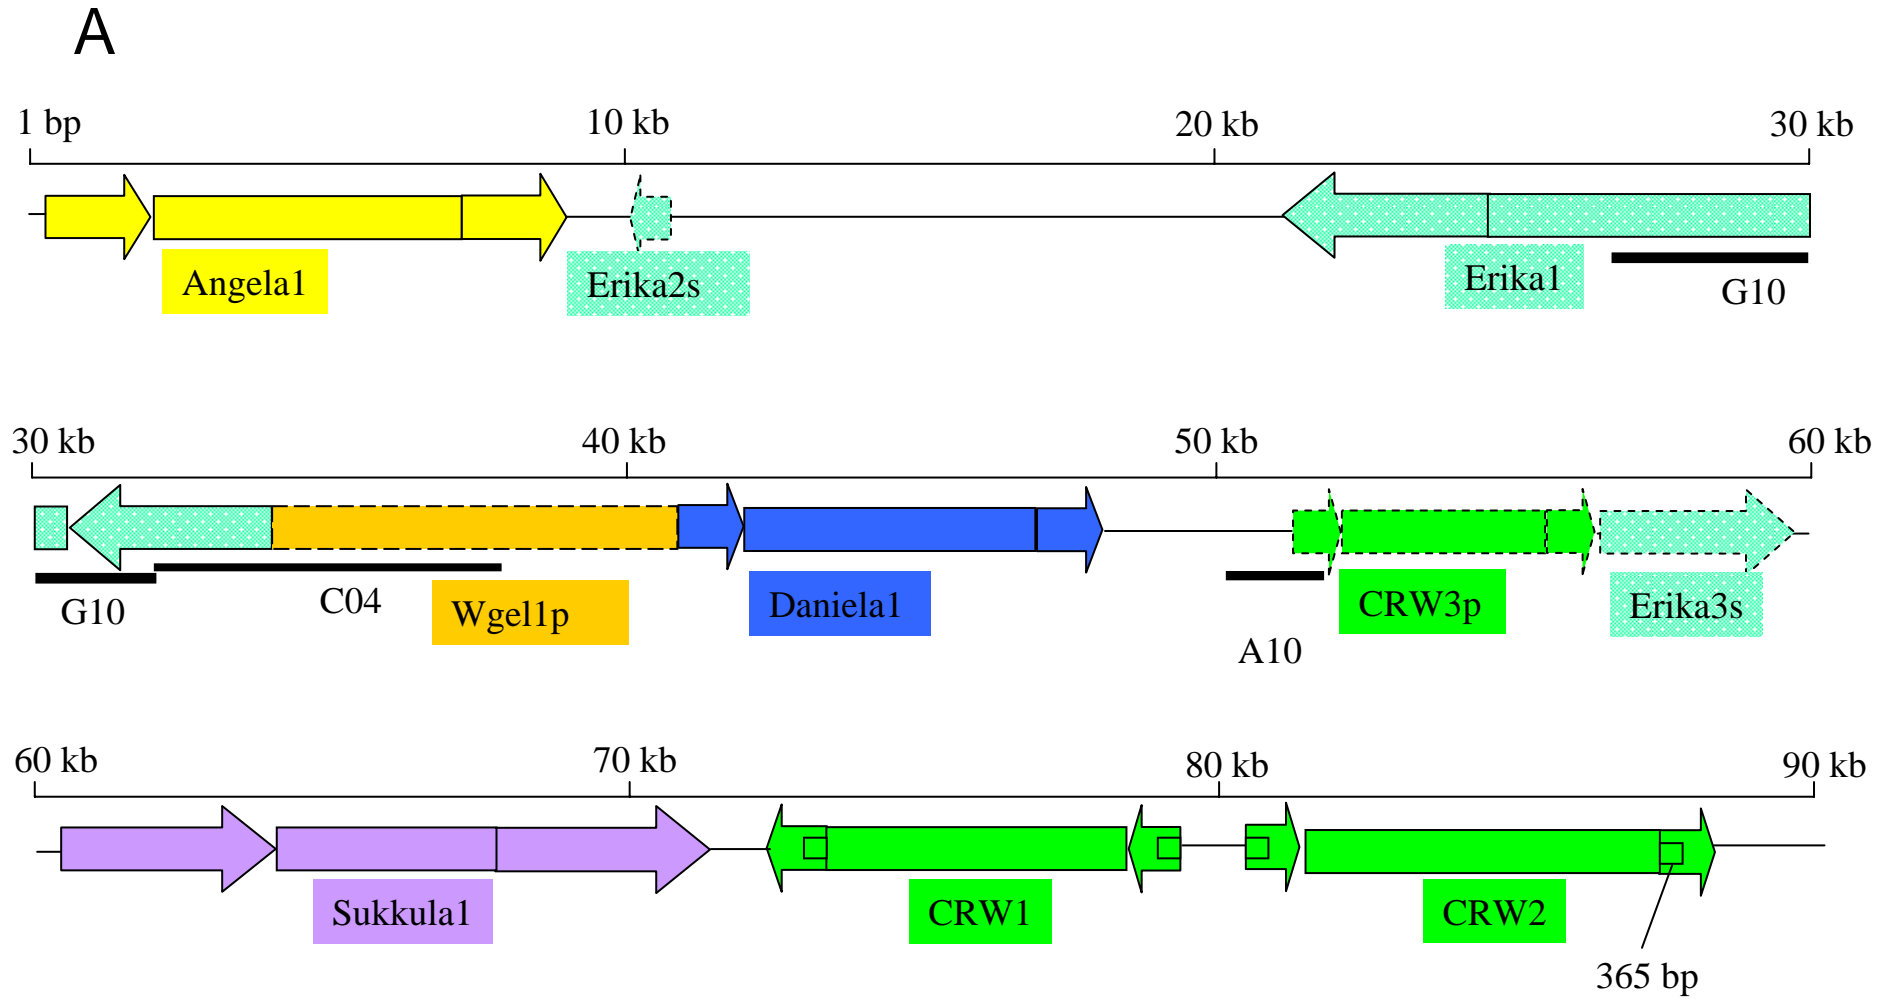 A
1 bp 10 kb 20 kb 30 kb
Angela1 Erika2s Erika1 G10
30 kb 40 kb 50 kb 60 kb
G10 C04 Wgel1p Daniela1 A10 CRW3p Erika3s
60 kb 70 kb 80 kb 90 kb
Sukkula1 CRW1 CRW2
365 bp